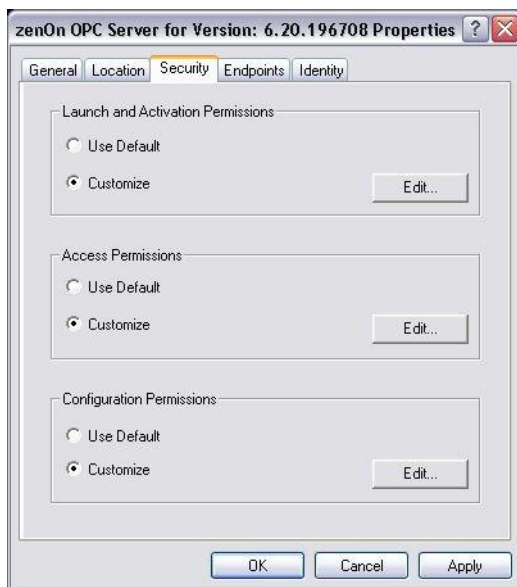 zenOn OPC Server for Version: 6.20.196708 Properties
General Location Security Endpoints Identity
Launch and Activation Permissions
Use Default
Customize
Edit...
Access Permissions
Use Default
Customize
Edit...
Configuration Permissions
Use Default
Customize
Edit...
OK Cancel Apply